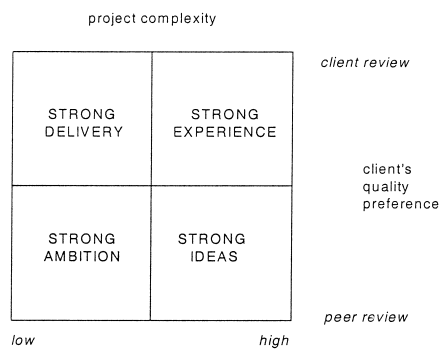 project complexity
client review
STRONG DELIVERY
STRONG EXPERIENCE
client's
quality
preference
STRONG AMBITION
STRONG IDEAS
peer review
low
high